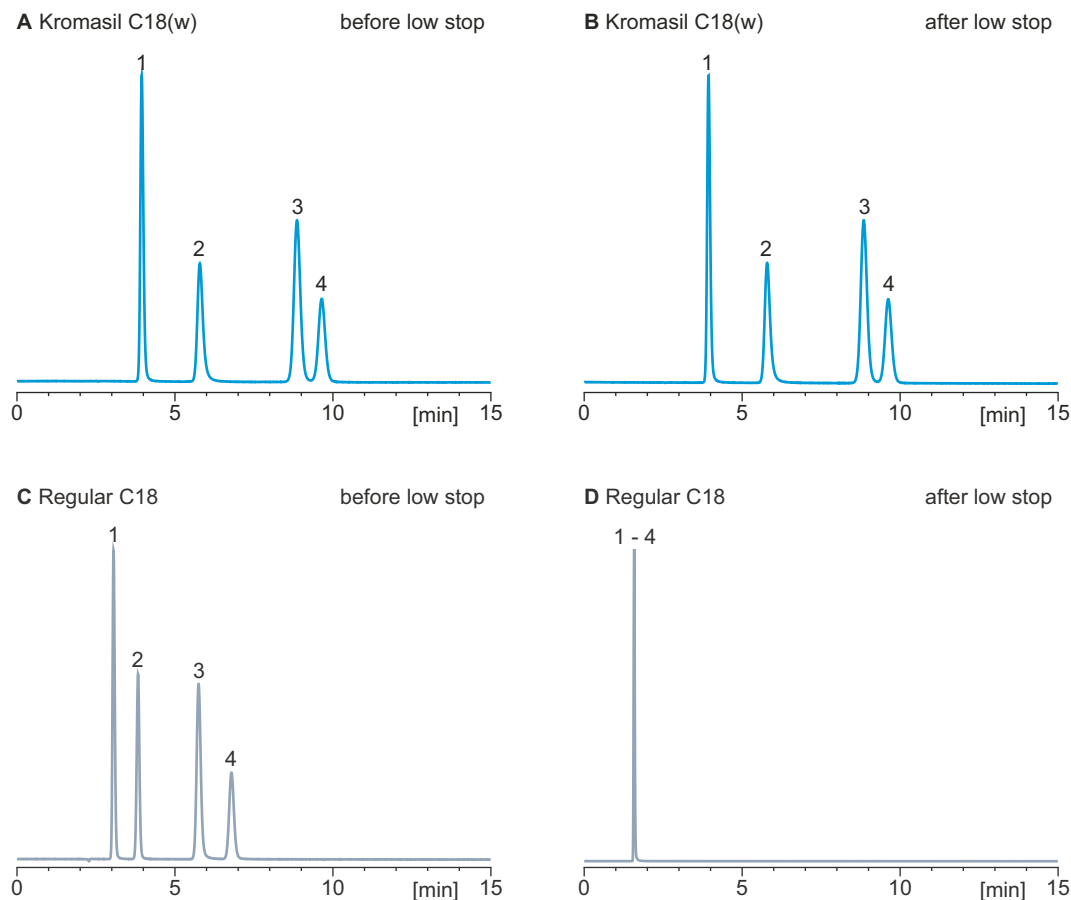 A Kromasil C18(w) before low stop
1
2
3
4
0 5 10 [min] 15
B Kromasil C18(w) after low stop
1
2
3
4
0 5 10 [min] 15
C Regular C18 before low stop
1
2
3
4
0 5 10 [min] 15
D Regular C18 after low stop
1 - 4
0 5 10 [min] 15